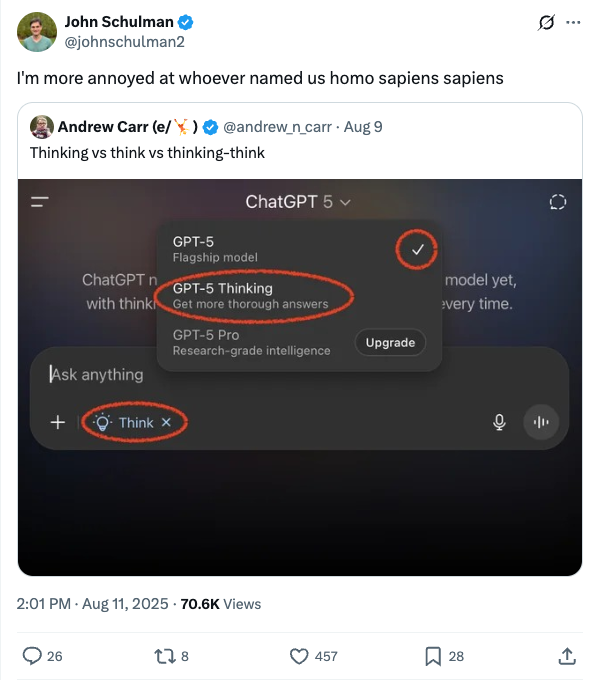 John Schulman
@johnschulman2
I'm more annoyed at whoever named us homo sapiens sapiens
Andrew Carr (e/🤸) @andrew_n_carr · Aug 9
Thinking vs think vs thinking-think
ChatGPT 5
GPT-5
Flagship model
ChatGPT n
model yet,
GPT-5 Thinking
with thinki
Get more thorough answers
every time.
GPT-5 Pro
Research-grade intelligence
Upgrade
Ask anything
Think ×
2:01 PM · Aug 11, 2025 · 70.6K Views
26 8 457 28